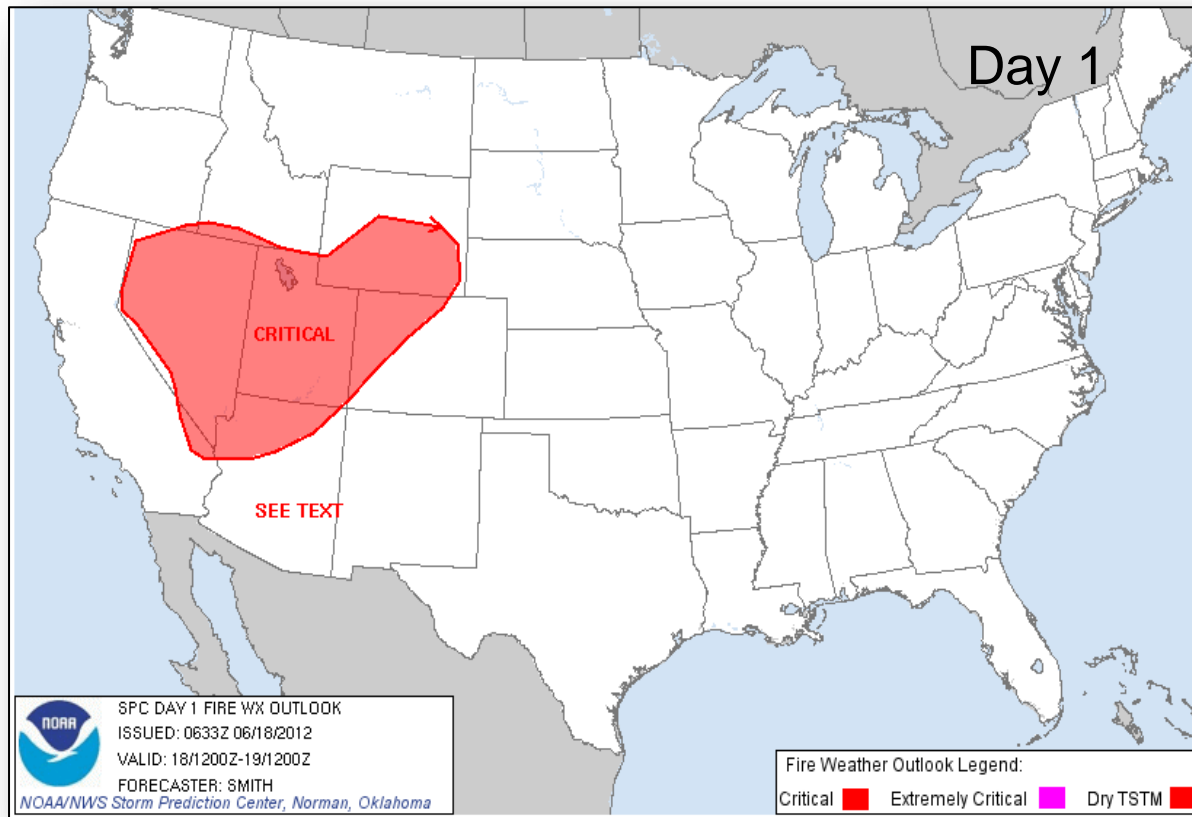 Day 1
CRITICAL
SEE TEXT
NOAA
SPC DAY 1 FIRE WX OUTLOOK
ISSUED: 0633Z 06/18/2012
VALID: 18/1200Z-19/1200Z
FORECASTER: SMITH
NOAA/NWS Storm Prediction Center, Norman, Oklahoma
Fire Weather Outlook Legend:
Critical Extremely Critical Dry TSTM